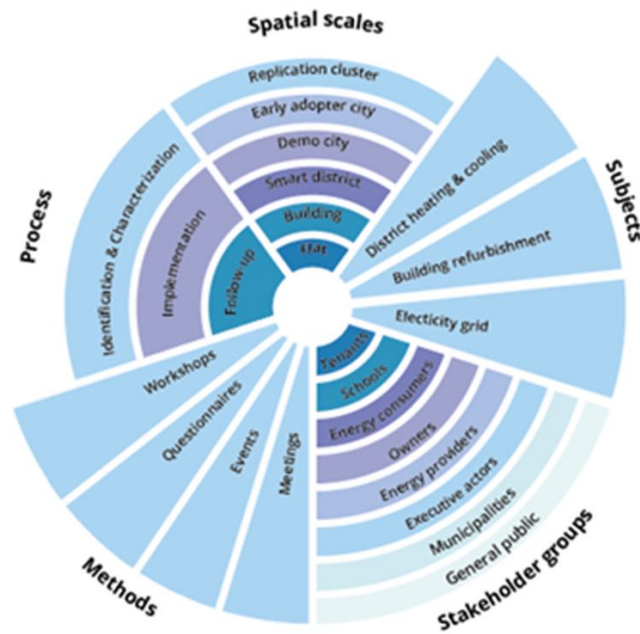 Spatial scales
Replication cluster
Early adopter city
Demo city
Smart district
Building
Subjects
District heating & cooling
Building refurbishment
Electicity grid
Stakeholder groups
Tenants
Schools
Energy consumers
Owners
Energy providers
Executive actors
Municipalities
General public
Methods
Meetings
Events
Questionnaires
Workshops
Process
Identification & Characterization
Implementation
Follow-up